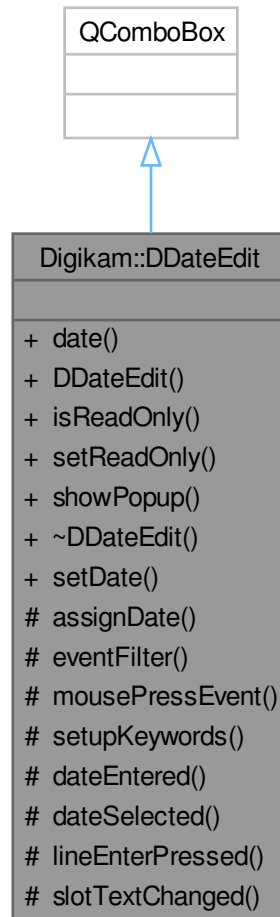 QComboBox
Digikam::DDateEdit
+ date()
+ DDateEdit()
+ isReadOnly()
+ setReadOnly()
+ showPopup()
+ ~DDateEdit()
+ setDate()
# assignDate()
# eventFilter()
# mousePressEvent()
# setupKeywords()
# dateEntered()
# dateSelected()
# lineEnterPressed()
# slotTextChanged()